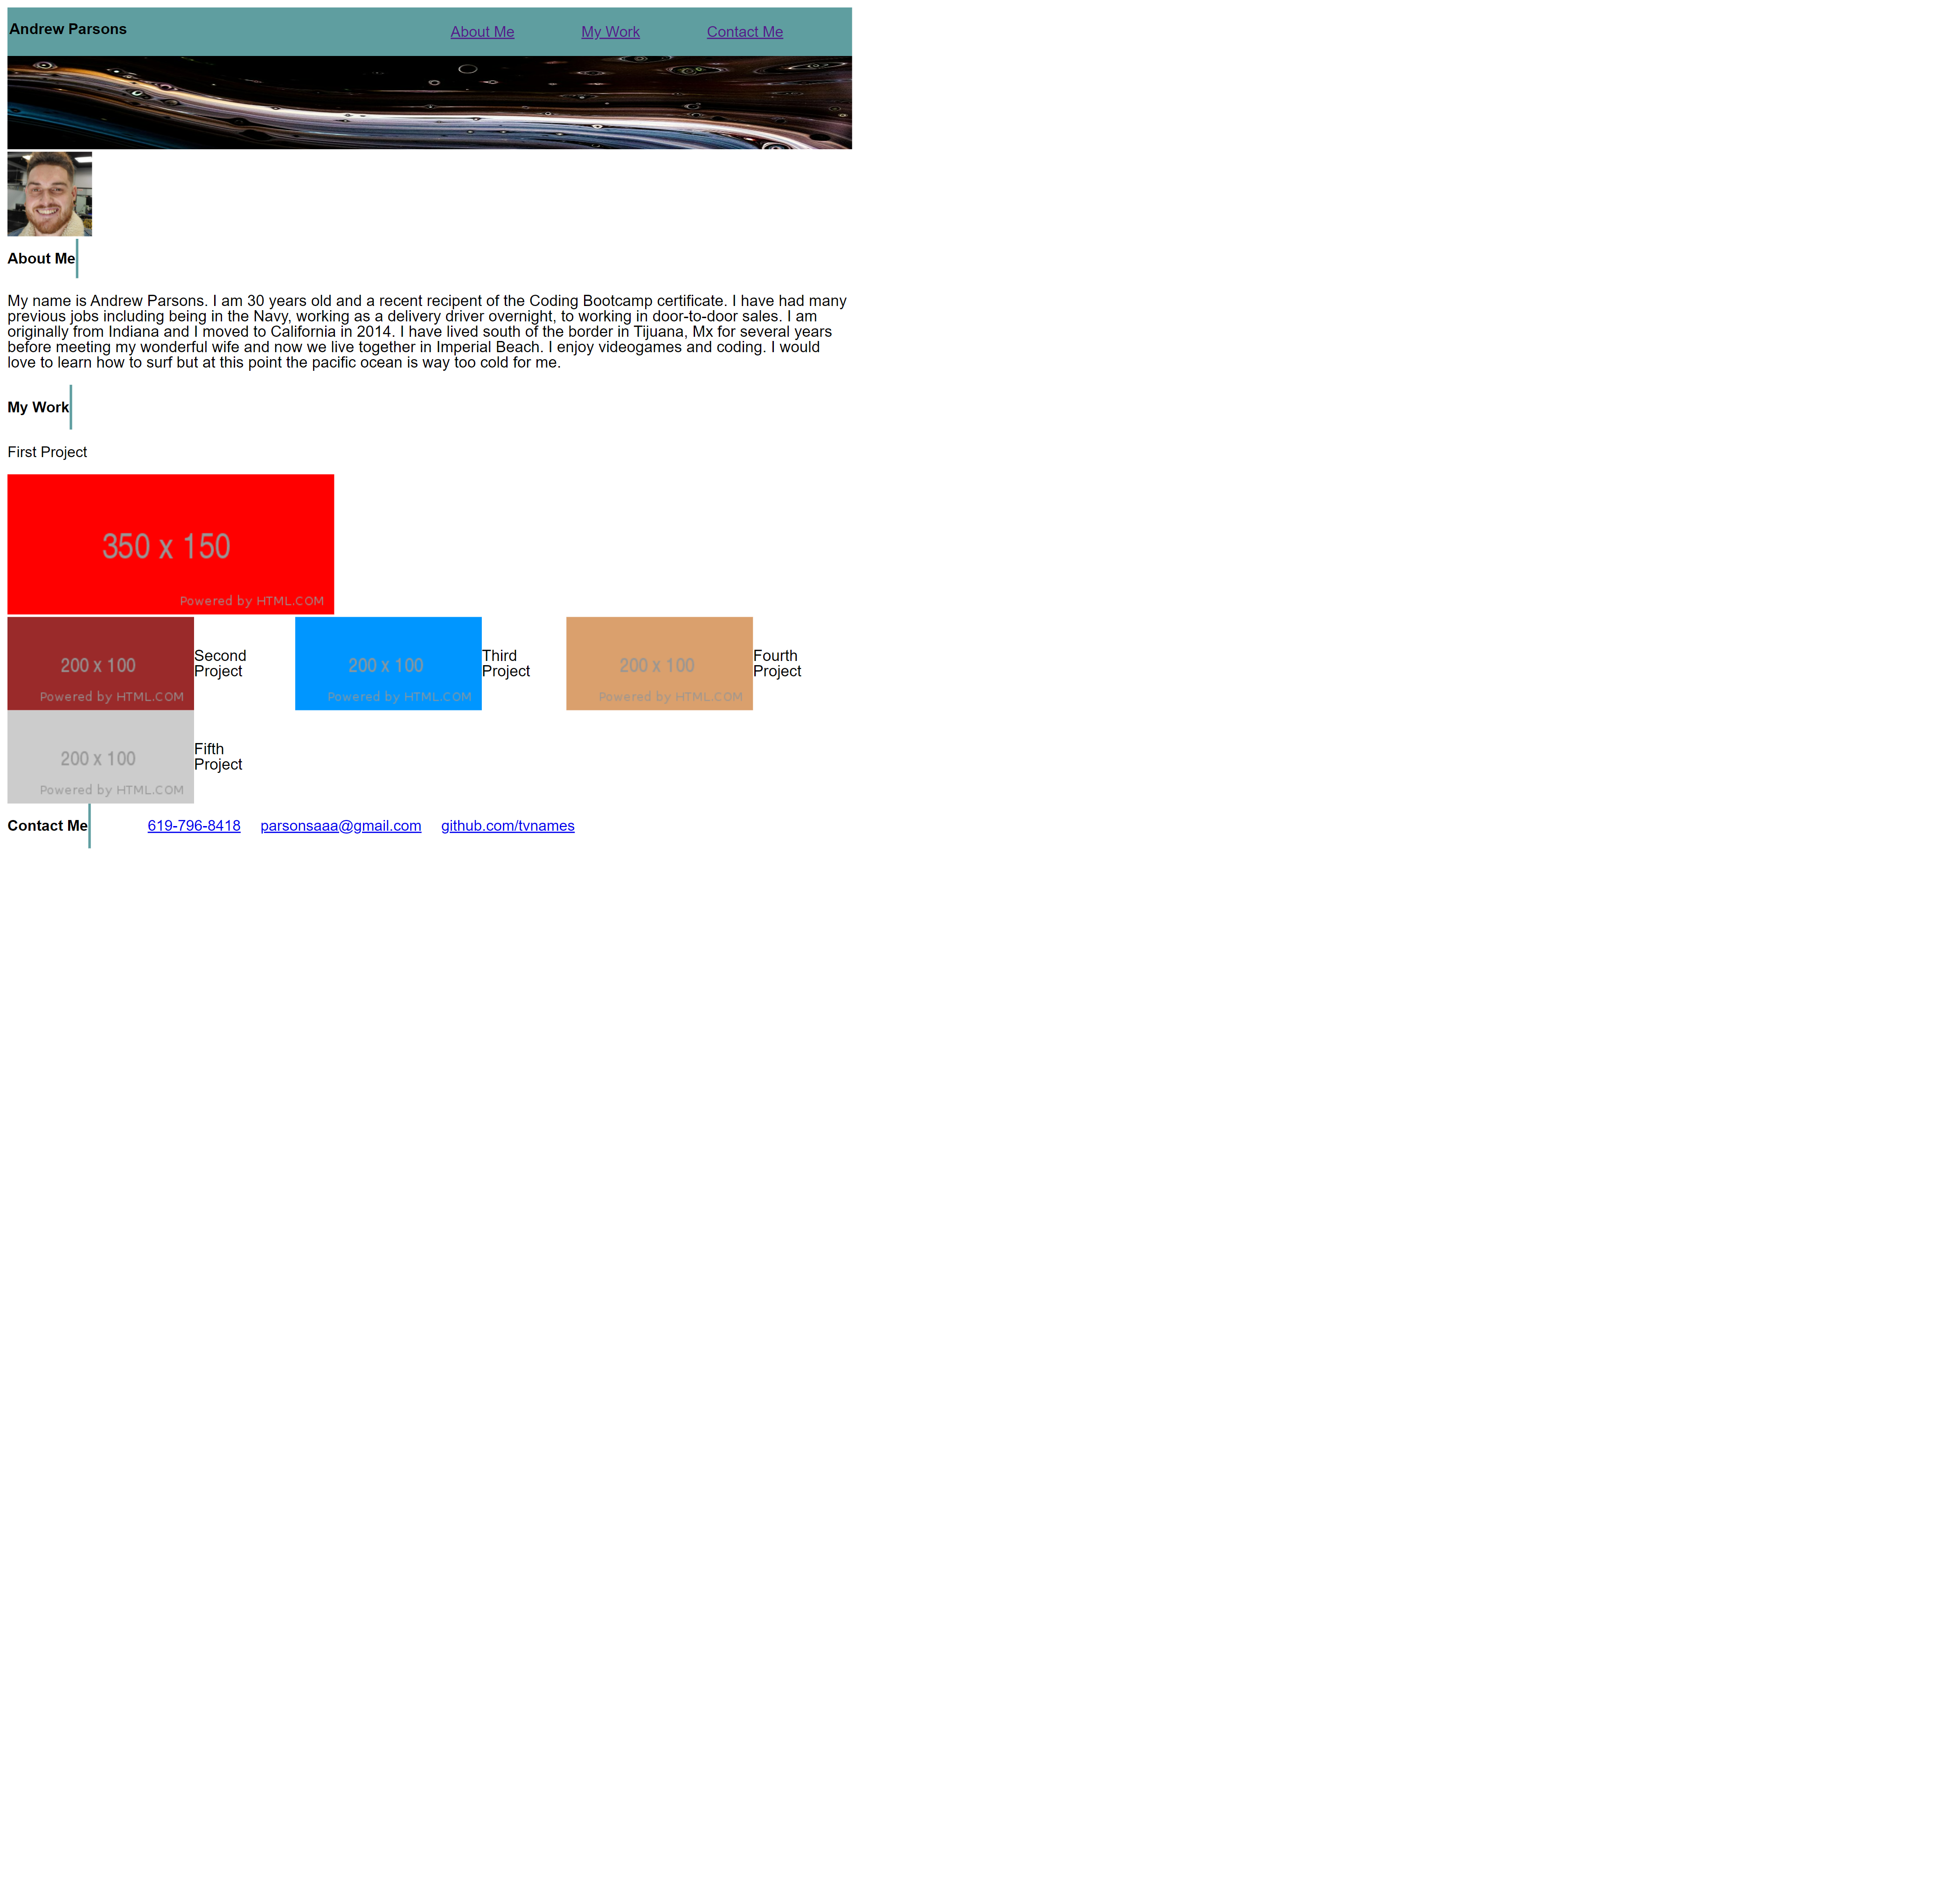 Andrew Parsons
About Me
My Work
Contact Me
About Me
My name is Andrew Parsons. I am 30 years old and a recent recipent of the Coding Bootcamp certificate. I have had many
previous jobs including being in the Navy, working as a delivery driver overnight, to working in door-to-door sales. I am
originally from Indiana and I moved to California in 2014. I have lived south of the border in Tijuana, Mx for several years
before meeting my wonderful wife and now we live together in Imperial Beach. I enjoy videogames and coding. I would
love to learn how to surf but at this point the pacific ocean is way too cold for me.
My Work
First Project
350 x 150
Powered by HTML.COM
200 x 100
Powered by HTML.COM
Second
Project
200 x 100
Powered by HTML.COM
Third
Project
200 x 100
Powered by HTML.COM
Fourth
Project
200 x 100
Powered by HTML.COM
Fifth
Project
Contact Me
619-796-8418
parsonsaaa@gmail.com
github.com/tvnames